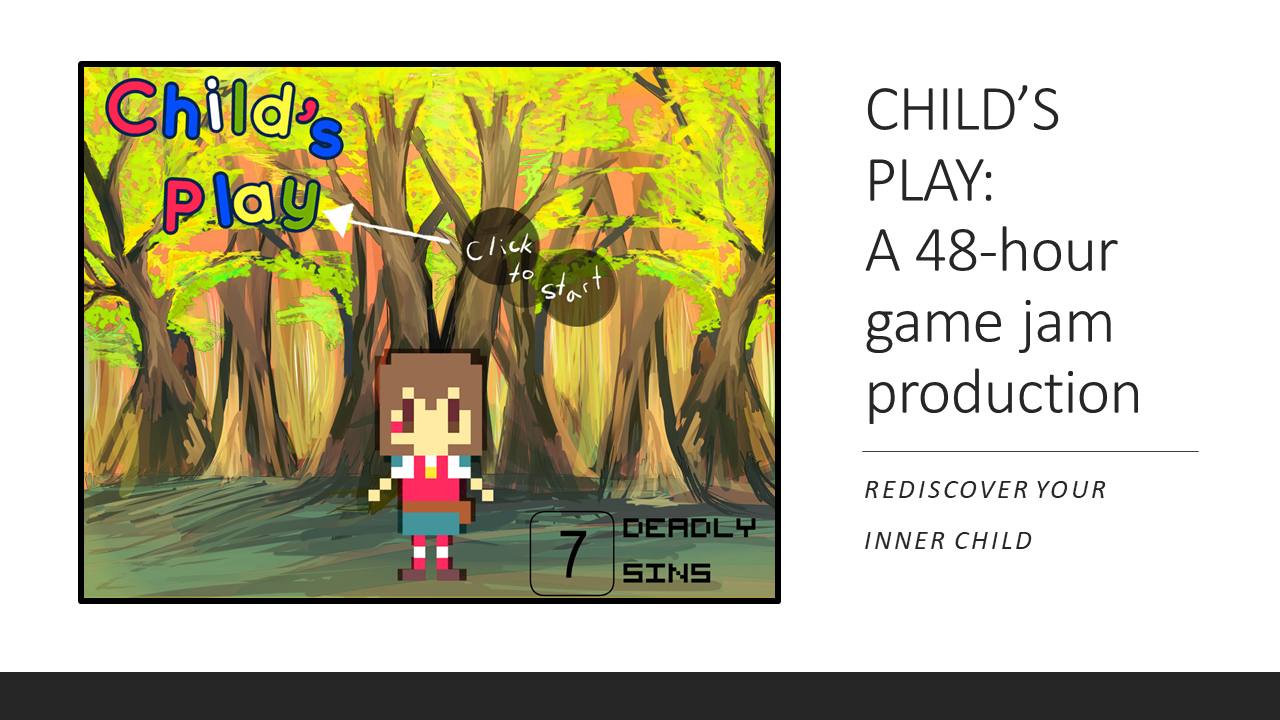 Child's
Play
Click
to
start
7 DEADLY
SINS
CHILD’S
PLAY:
A 48-hour
game jam
production
REDISCOVER YOUR
INNER CHILD